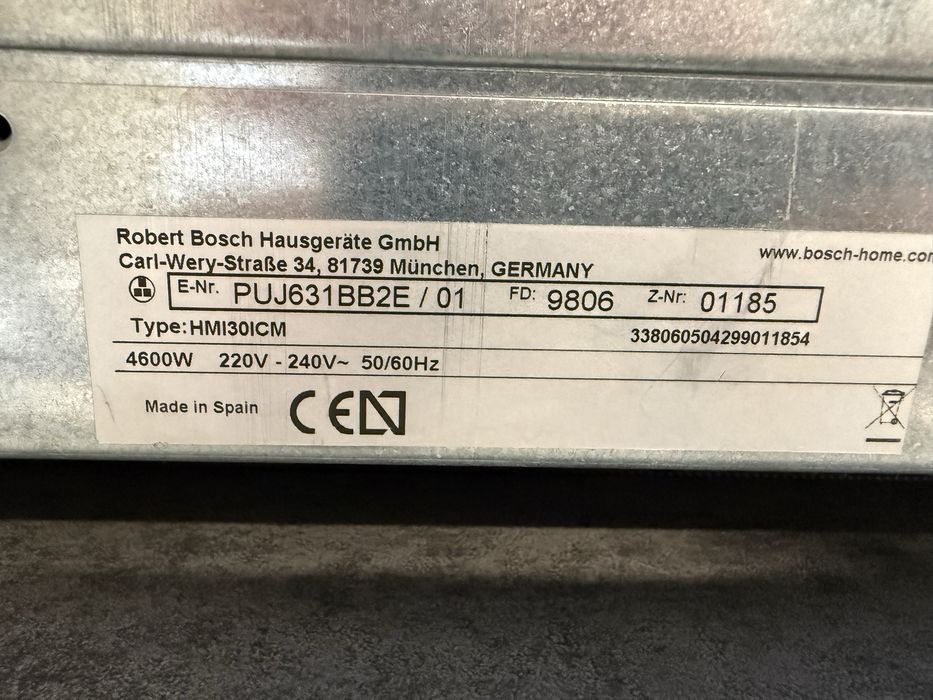 Robert Bosch Hausgeräte GmbH
Carl-Wery-Straße 34, 81739 München, GERMANY
www.bosch-home.com
E-Nr. PUJ631BB2E / 01 FD: 9806 Z-Nr: 01185
Type: HMI30ICM
338060504299011854
4600W 220V - 240V~ 50/60Hz
Made in Spain
CE N